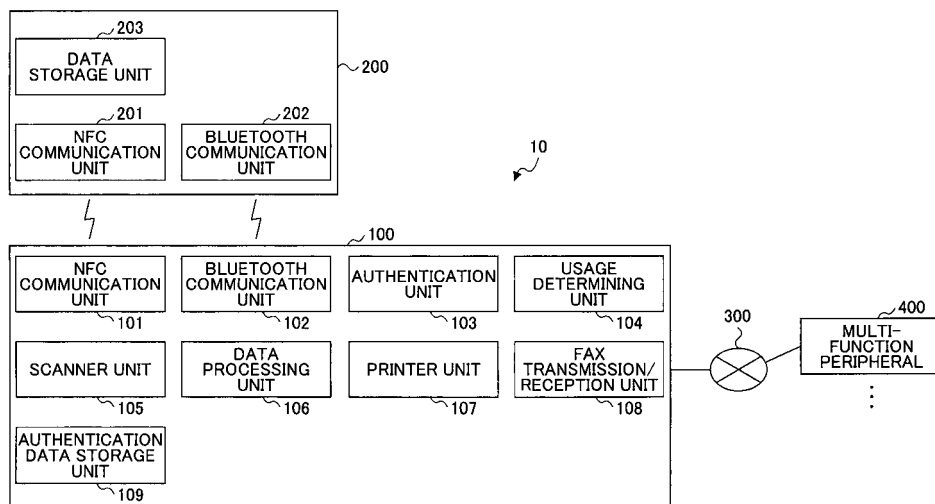 203
DATA
STORAGE UNIT
200
201
NFC
COMMUNICATION
UNIT
202
BLUETOOTH
COMMUNICATION
UNIT
10
100
NFC
COMMUNICATION
UNIT
101
BLUETOOTH
COMMUNICATION
UNIT
102
AUTHENTICATION
UNIT
103
USAGE
DETERMINING
UNIT
104
SCANNER UNIT
105
DATA
PROCESSING
UNIT
106
PRINTER UNIT
107
FAX
TRANSMISSION/
RECEPTION UNIT
108
AUTHENTICATION
DATA STORAGE
UNIT
109
300
400
MULTI-
FUNCTION
PERIPHERAL